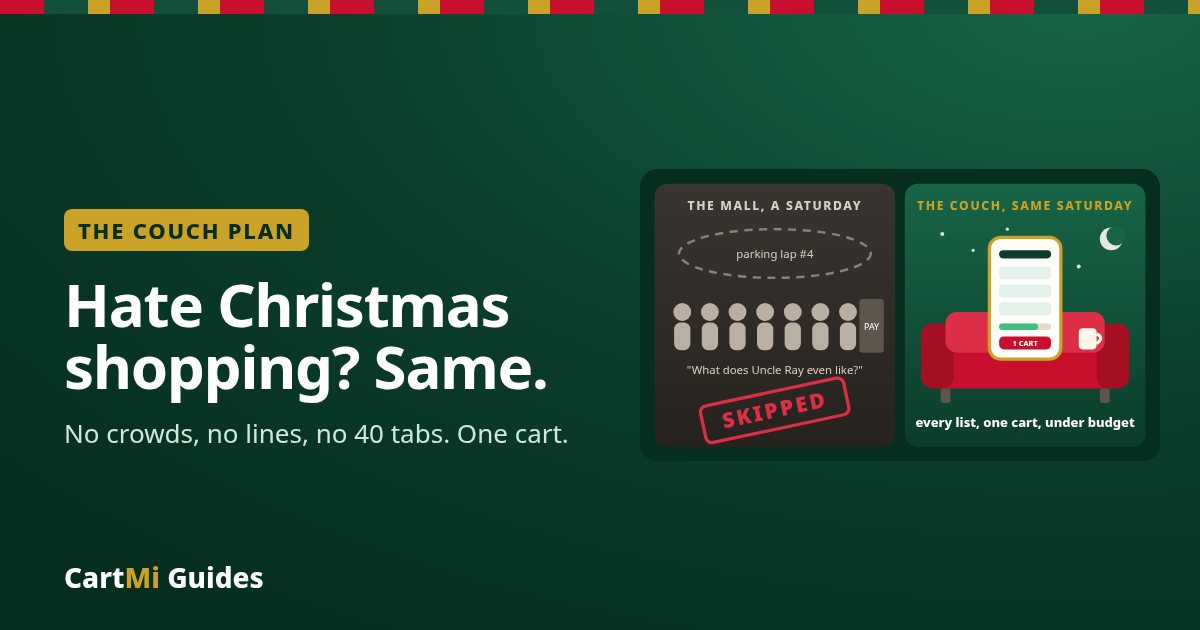 THE COUCH PLAN
Hate Christmas
shopping? Same.
No crowds, no lines, no 40 tabs. One cart.
CartMi Guides
THE MALL, A SATURDAY
parking lap #4
PAY
"What does Uncle Ray even like?"
SKIPPED
THE COUCH, SAME SATURDAY
1 CART
every list, one cart, under budget